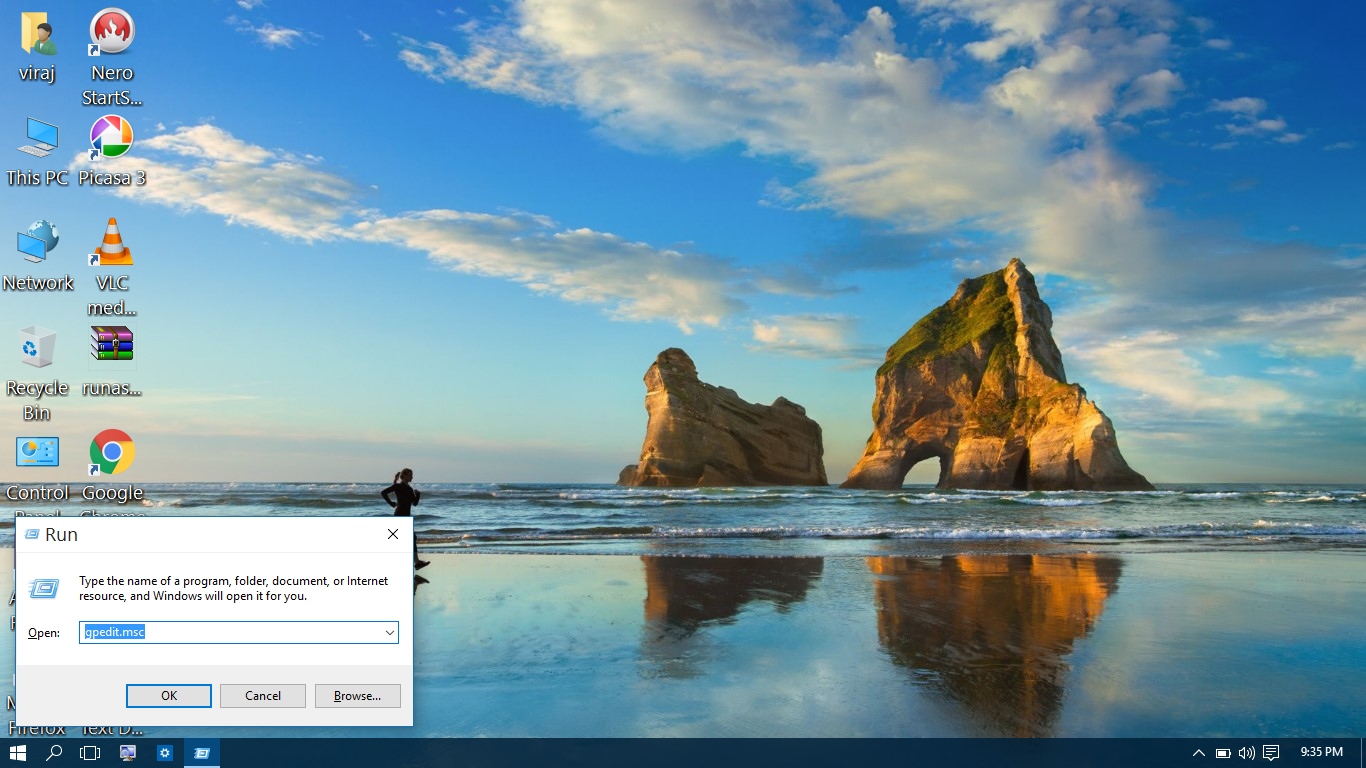 viraj
Nero
StartS...
This PC
Picasa 3
Network
VLC
med...
Recycle
Bin
runas...
Control
Google
Run
Type the name of a program, folder, document, or Internet
resource, and Windows will open it for you.
Open:
gpedit.msc
OK
Cancel
Browse...
Firefox
Text D...
9:35 PM